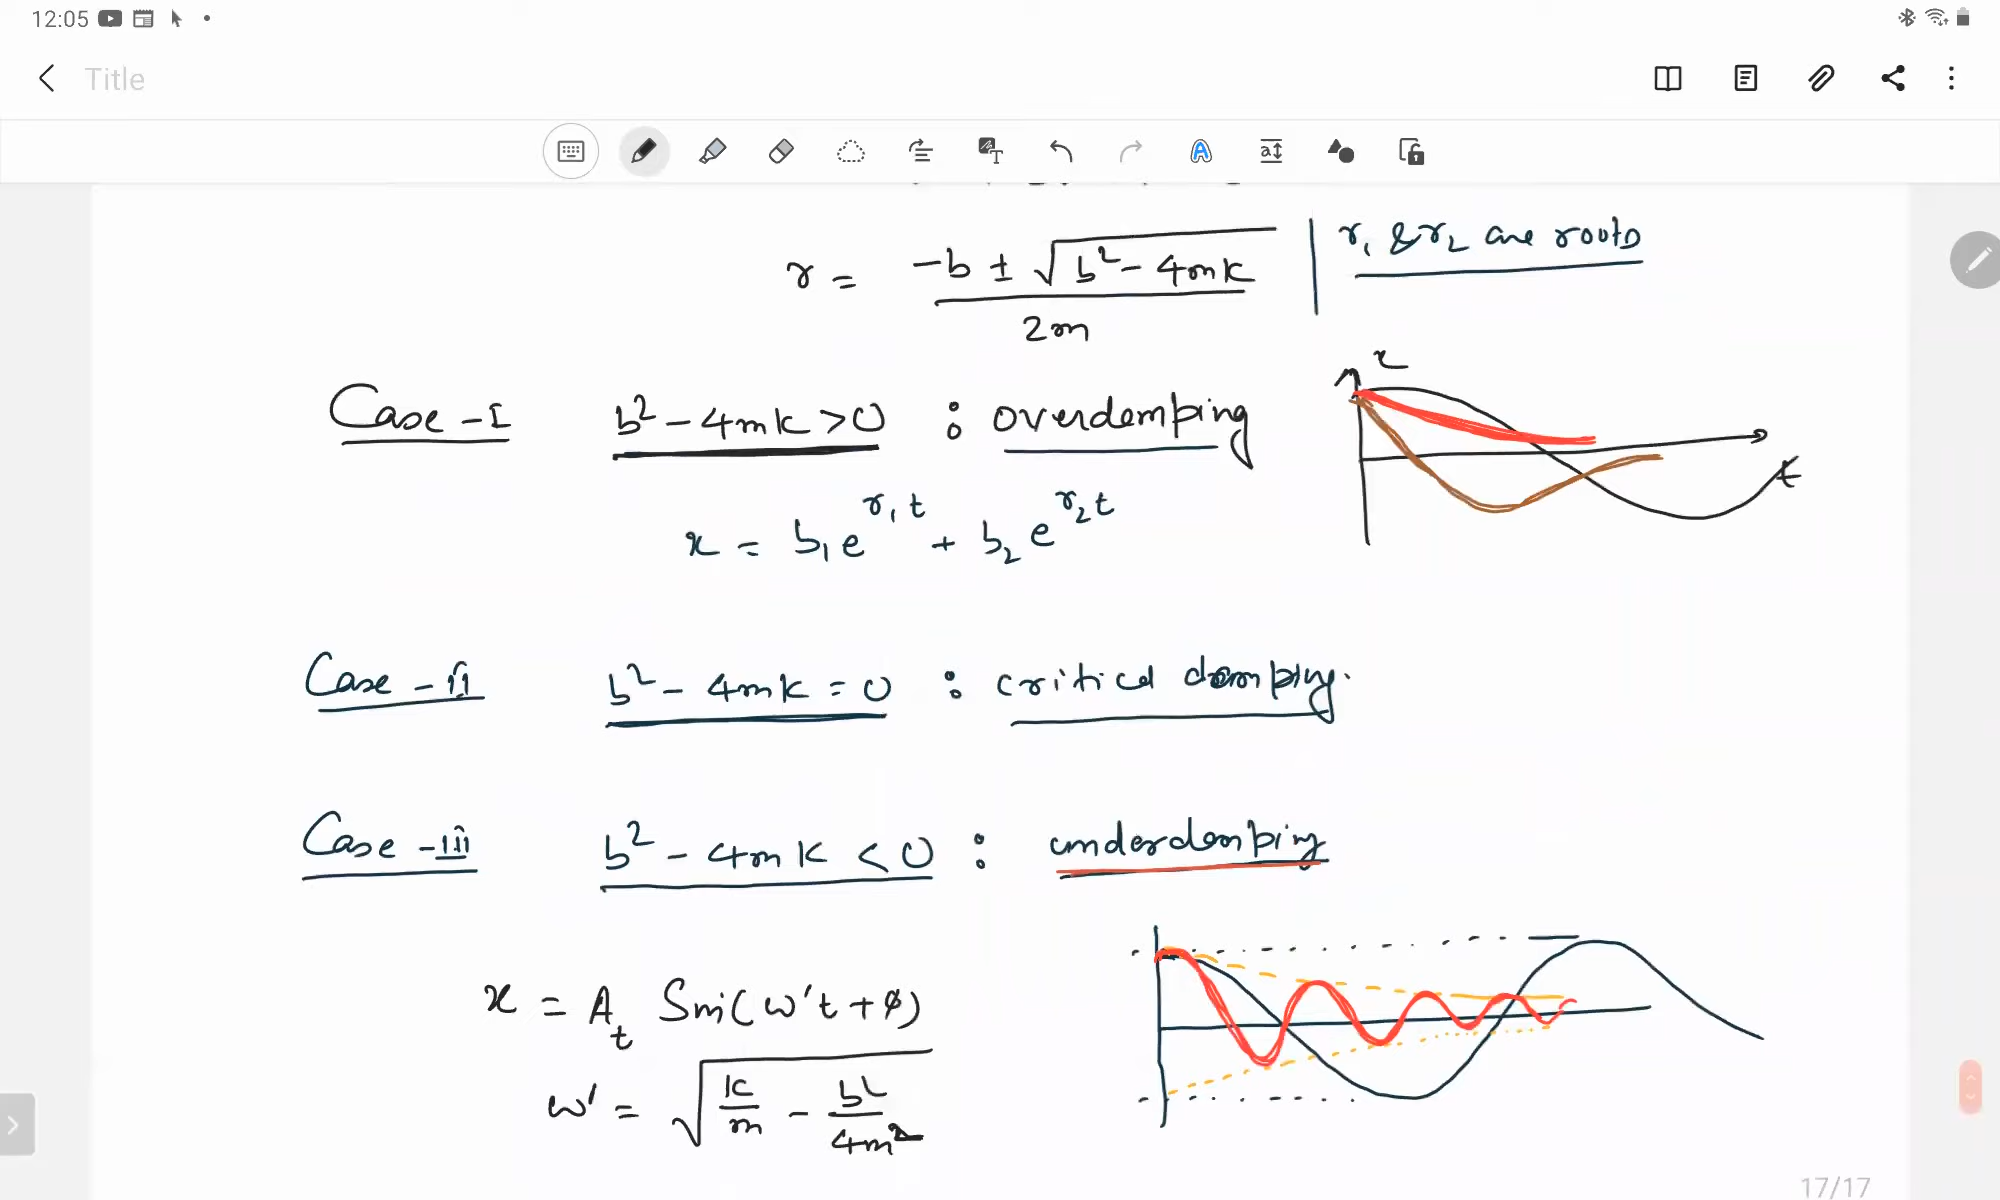 12:05
Title
r = -b ± √b² - 4mk / 2m | r₁ & r₂ are roots
x
Case - I b² - 4mk > 0 : overdamping
t
x = b₁e^r₁t + b₂e^r₂t
Case - ii b² - 4mk = 0 : critical damping.
Case - iii b² - 4mk < 0 : underdamping
x = A_t Sin(ω't + φ)
ω' = √k/m - b²/4m²
17/17